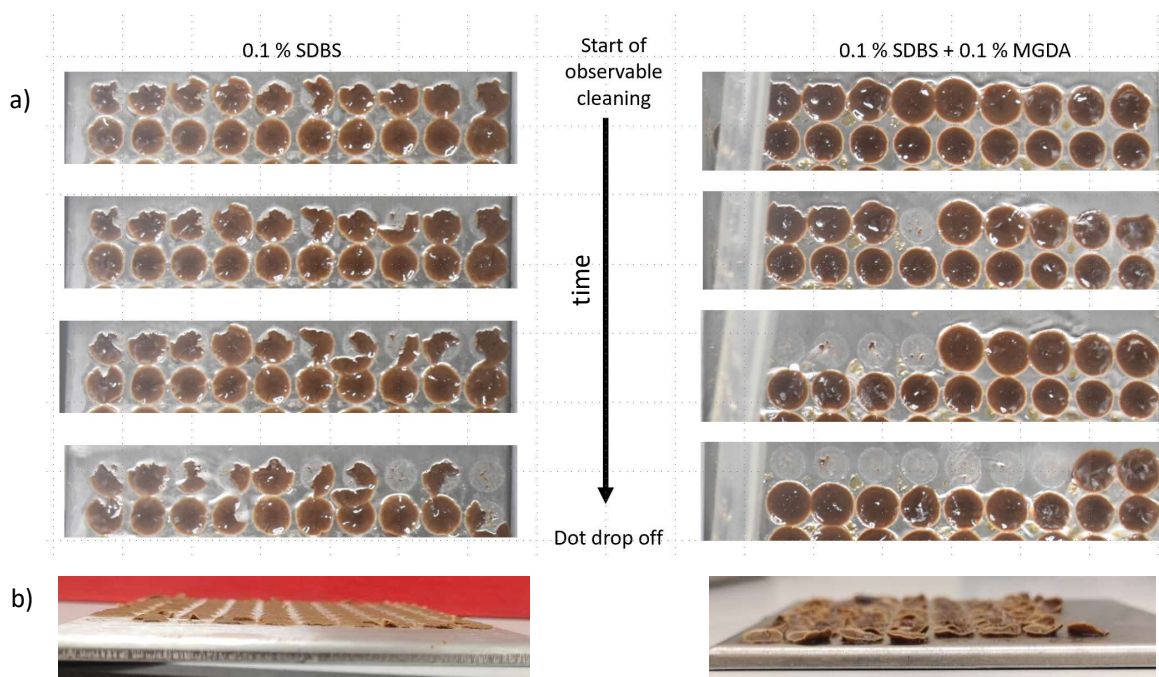 0.1 % SDBS
Start of
observable
cleaning
0.1 % SDBS + 0.1 % MGDA
a)
time
Dot drop off
b)